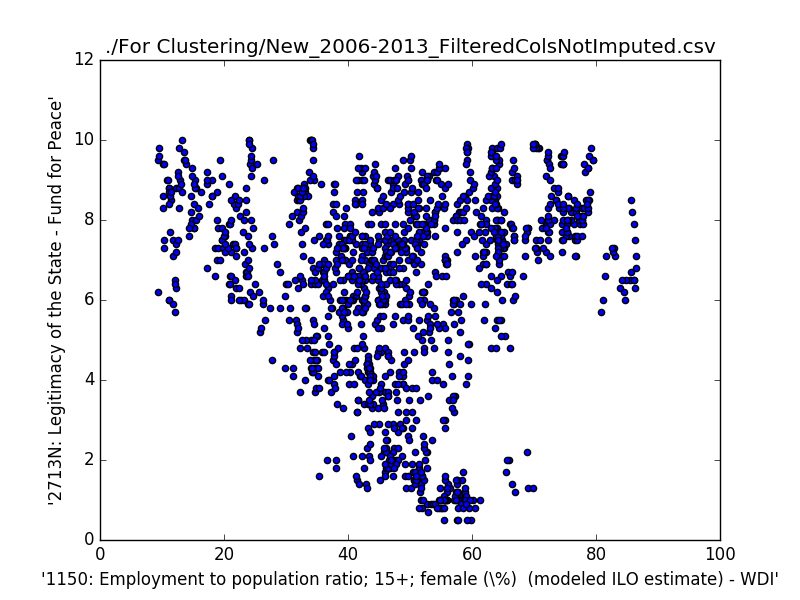 ./For Clustering/New_2006-2013_FilteredColsNotImputed.csv
12
10
8
6
4
2
0
'2713N: Legitimacy of the State - Fund for Peace'
0 20 40 60 80 100
'1150: Employment to population ratio; 15+; female (\%) (modeled ILO estimate) - WDI'